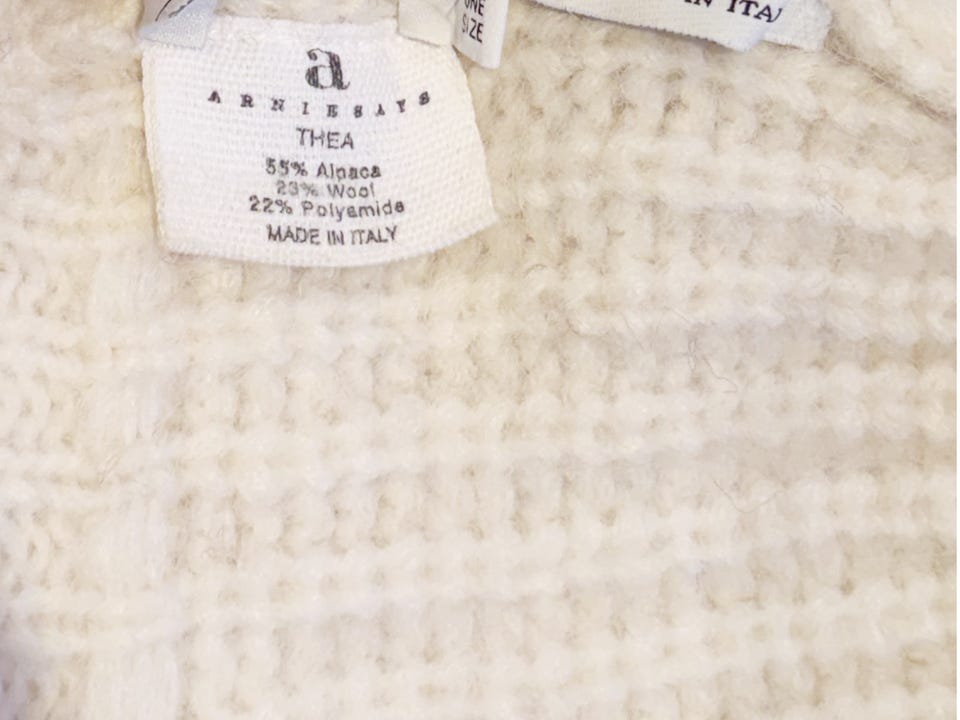 a
ARNIESAYS
THEA
55% Alpaca
23% Wool
22% Polyamide
MADE IN ITALY
ONE
SIZE
IN ITA